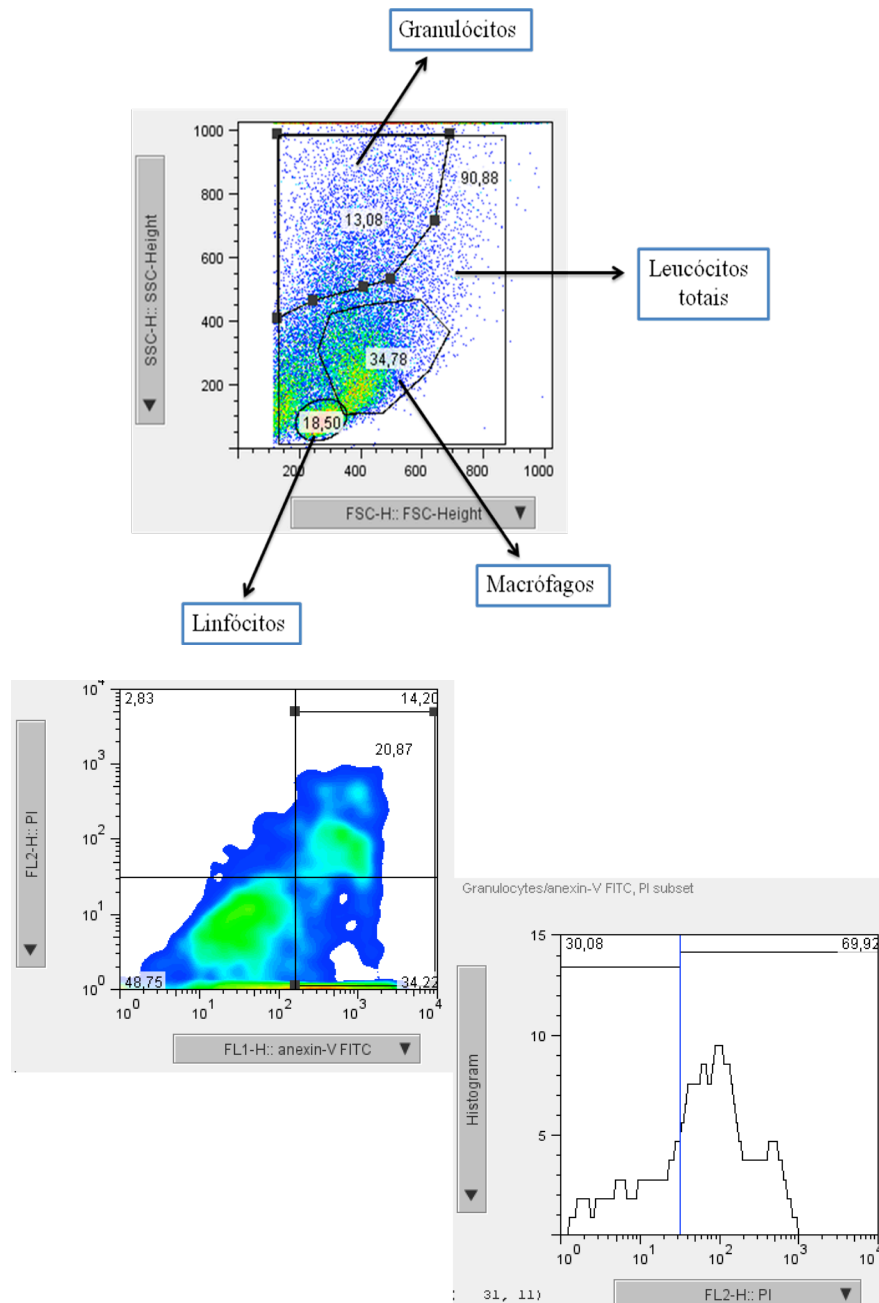 Granulócitos
1000
800
600
400
200
SSC-H:: SSC-Height
90,88
13,08
34,78
18,50
Leucócitos
totais
200 400 600 800 1000
FSC-H:: FSC-Height
Macrófagos
Linfócitos
10^4
10^3
10^2
10^1
10^0
FL2-H:: PI
2,83
14,20
20,87
48,75
34,22
10^0 10^1 10^2 10^3 10^4
FL1-H:: anexin-V FITC
Granulocytes/anexin-V FITC, PI subset
15
10
5
Histogram
30,08
69,92
10^0 10^1 10^2 10^3 10^4
31, 11)
FL2-H:: PI